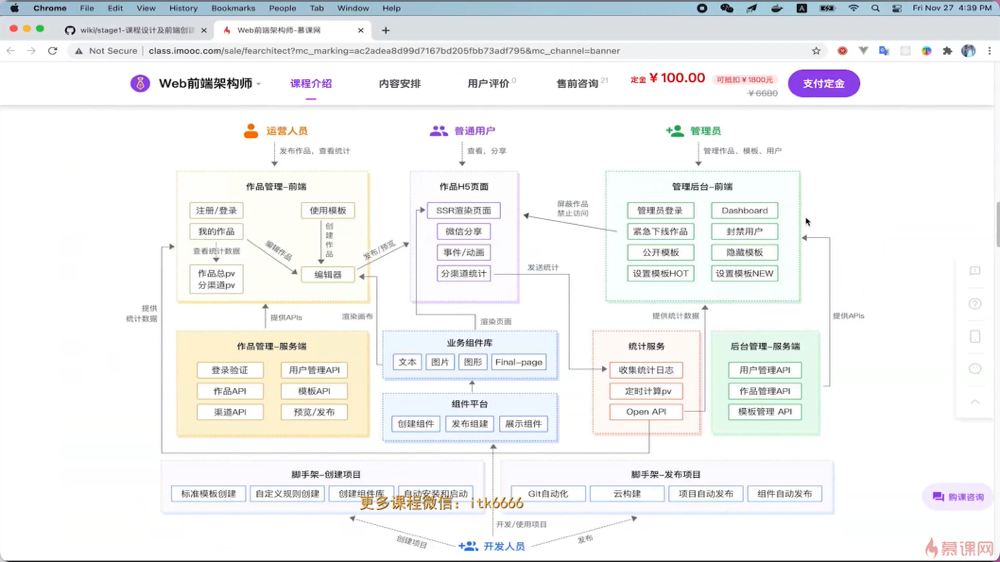 Chrome File Edit View History Bookmarks People Tab Window Help
Fri Nov 27 4:39 PM
wiki/stage1-课程设计及前端创建
Web前端架构师-慕课网
Not Secure | class.imooc.com/sale/fearchitect?mc_marking=ac2adea8d99d7167bd205fbb73adf795&mc_channel=banner
Web前端架构师
课程介绍
内容安排
用户评价 0
售前咨询 21
定金 ¥100.00
可抵扣¥1800元
¥6680
支付定金
运营人员
普通用户
管理员
发布作品，查看统计
查看，分享
管理作品、模板、用户
作品管理-前端
注册/登录
使用模板
我的作品
查看统计数据
编辑作品
创建作品
作品总pv
分渠道pv
编辑器
发布/预览
作品H5页面
SSR渲染页面
微信分享
事件/动画
分渠道统计
屏蔽作品
禁止访问
管理后台-前端
管理员登录
Dashboard
紧急下线作品
封禁用户
公开模板
隐藏模板
设置模板HOT
设置模板NEW
发送统计
提供
统计数据
提供APIs
渲染画布
渲染页面
提供统计数据
提供APIs
作品管理-服务端
登录验证
用户管理API
作品API
模板API
渠道API
预览/发布
业务组件库
文本
图片
图形
Final-page
组件平台
创建组件
发布组建
展示组件
统计服务
收集统计日志
定时计算pv
Open API
后台管理-服务端
用户管理API
作品管理API
模板管理 API
脚手架-创建项目
标准模板创建
自定义规则创建
创建组件库
自动安装和启动
脚手架-发布项目
Git自动化
云构建
项目自动发布
组件自动发布
更多课程微信：itk6666
开发/使用项目
创建项目
发布
开发人员
购课咨询
慕课网